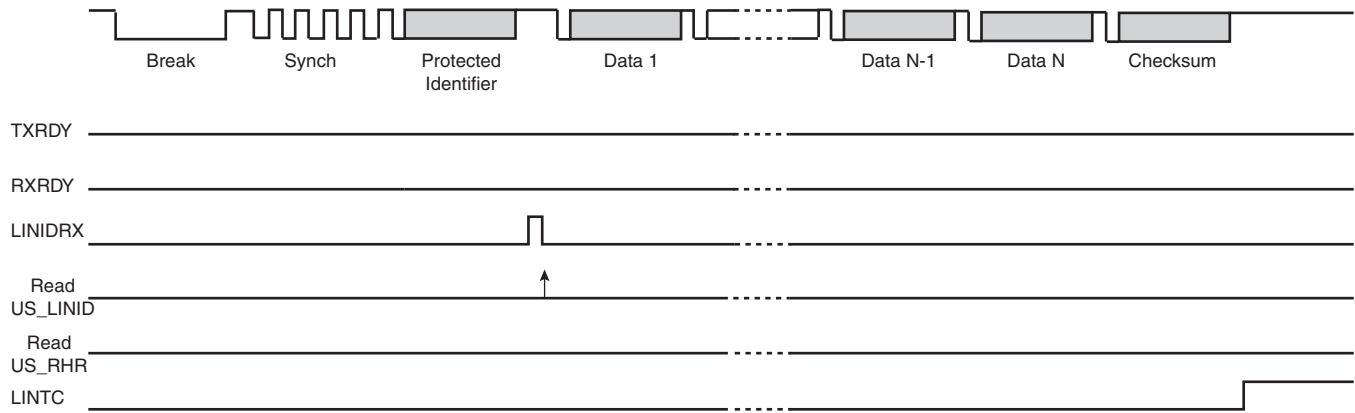 Break Synch Protected Identifier Data 1 Data N-1 Data N Checksum
TXRDY
RXRDY
LINIDRX
Read
US_LINID
Read
US_RHR
LINTC